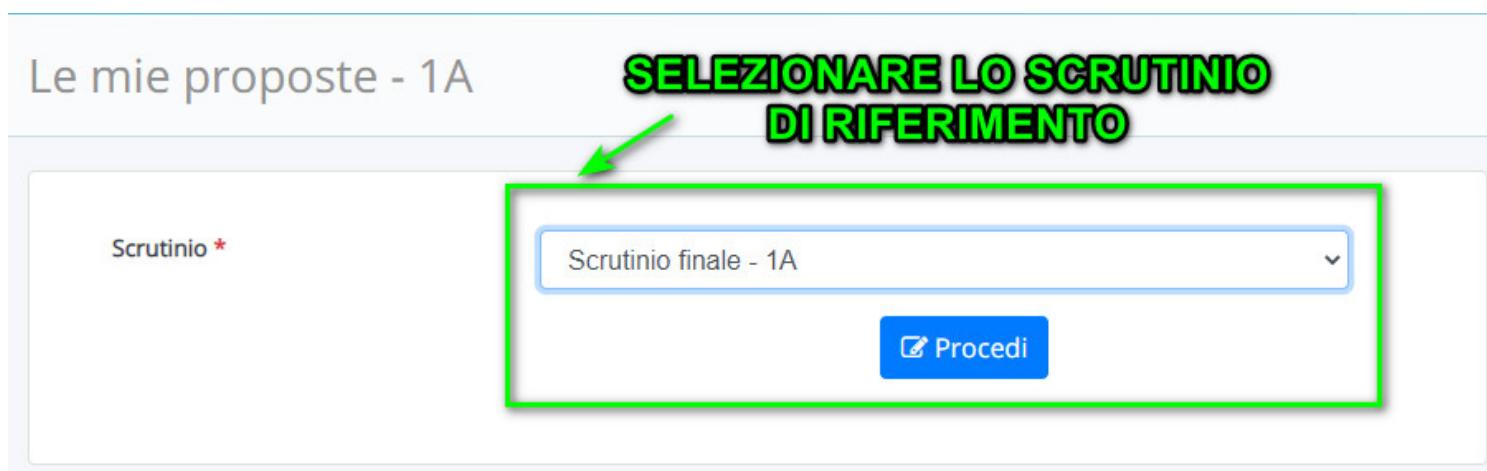 Le mie proposte - 1A
SELEZIONARE LO SCRUTINIO
DI RIFERIMENTO
Scrutinio *
Scrutinio finale - 1A
Procedi